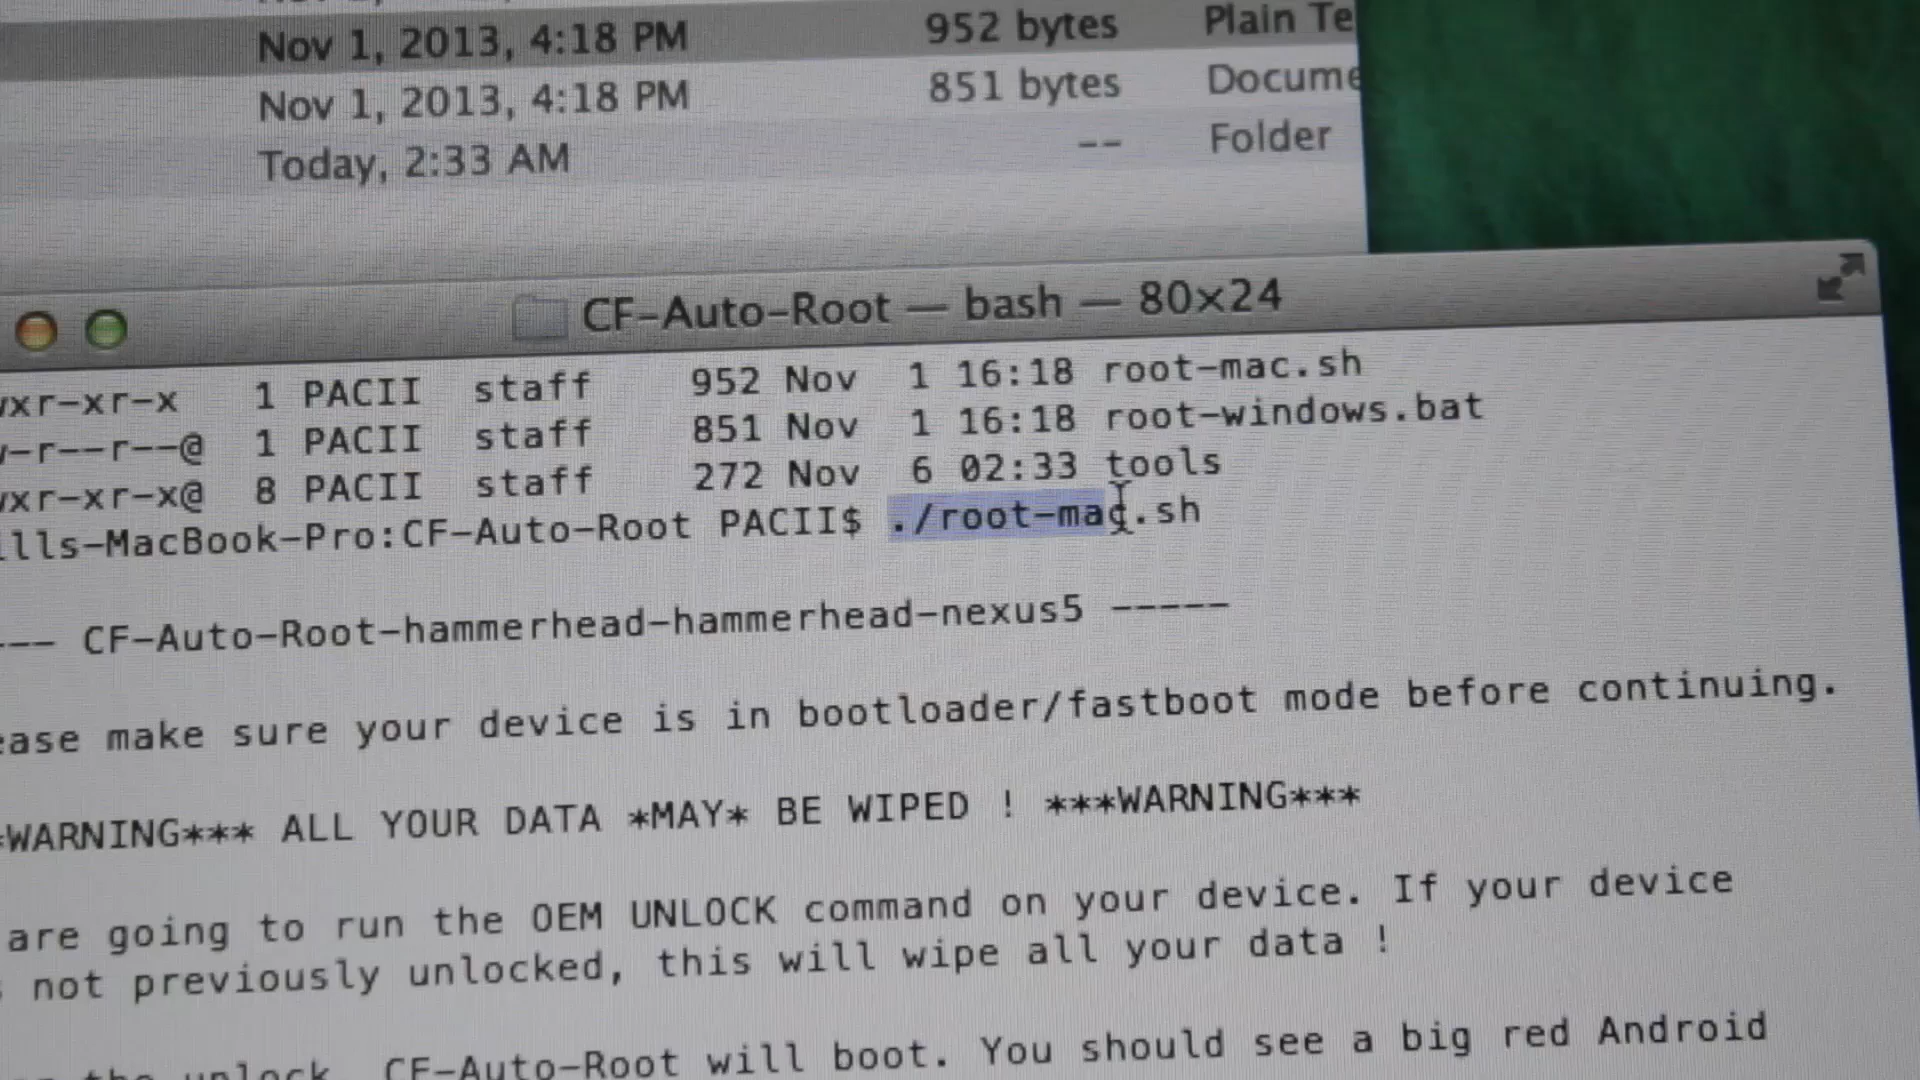 Nov 1, 2013, 4:18 PM 952 bytes Plain Te
Nov 1, 2013, 4:18 PM 851 bytes Docume
Today, 2:33 AM -- Folder
CF-Auto-Root — bash — 80×24
xr-xr-x 1 PACII staff 952 Nov 1 16:18 root-mac.sh
-r--r--@ 1 PACII staff 851 Nov 1 16:18 root-windows.bat
xr-xr-x@ 8 PACII staff 272 Nov 6 02:33 tools
lls-MacBook-Pro:CF-Auto-Root PACII$ ./root-mac.sh
--- CF-Auto-Root-hammerhead-hammerhead-nexus5 -----
ease make sure your device is in bootloader/fastboot mode before continuing.
*WARNING*** ALL YOUR DATA *MAY* BE WIPED ! ***WARNING***
are going to run the OEM UNLOCK command on your device. If your device
not previously unlocked, this will wipe all your data !
the unlock, CF-Auto-Root will boot. You should see a big red Android